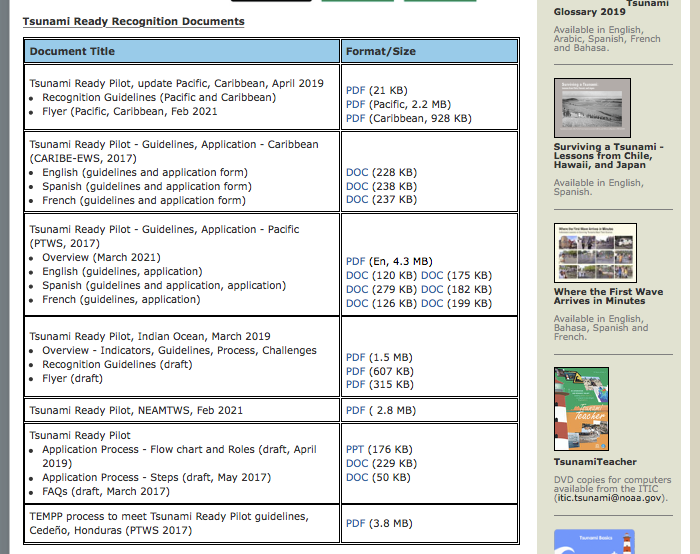 Tsunami Ready Recognition Documents
Document Title
Format/Size
Tsunami Ready Pilot, update Pacific, Caribbean, April 2019
• Recognition Guidelines (Pacific and Caribbean)
• Flyer (Pacific, Caribbean, Feb 2021
PDF (21 KB)
PDF (Pacific, 2.2 MB)
PDF (Caribbean, 928 KB)
Tsunami Ready Pilot - Guidelines, Application - Caribbean
(CARIBE-EWS, 2017)
• English (guidelines and application form)
• Spanish (guidelines and application form)
• French (guidelines and application form)
DOC (228 KB)
DOC (238 KB)
DOC (237 KB)
Tsunami Ready Pilot - Guidelines, Application - Pacific
(PTWS, 2017)
• Overview (March 2021)
• English (guidelines, application)
• Spanish (guidelines and application, application)
• French (guidelines, application)
PDF (En, 4.3 MB)
DOC (120 KB) DOC (175 KB)
DOC (279 KB) DOC (182 KB)
DOC (126 KB) DOC (199 KB)
Tsunami Ready Pilot, Indian Ocean, March 2019
• Overview - Indicators, Guidelines, Process, Challenges
• Recognition Guidelines (draft)
• Flyer (draft)
PDF (1.5 MB)
PDF (607 KB)
PDF (315 KB)
Tsunami Ready Pilot, NEAMTWS, Feb 2021
PDF ( 2.8 MB)
Tsunami Ready Pilot
• Application Process - Flow chart and Roles (draft, April
2019)
• Application Process - Steps (draft, May 2017)
• FAQs (draft, March 2017)
PPT (176 KB)
DOC (229 KB)
DOC (50 KB)
TEMPP process to meet Tsunami Ready Pilot guidelines,
Cedeño, Honduras (PTWS 2017)
PDF (3.8 MB)
Tsunami
Glossary 2019
Available in English,
Arabic, Spanish, French
and Bahasa.
Surviving a Tsunami
Surviving a Tsunami -
Lessons from Chile,
Hawaii, and Japan
Available in English,
Spanish.
Where the First Wave Arrives in Minutes
Where the First Wave
Arrives in Minutes
Available in English,
Bahasa, Spanish and
French.
Tsunami
Teacher
TsunamiTeacher
DVD copies for computers
available from the ITIC
(itic.tsunami@noaa.gov).
Tsunami Basics